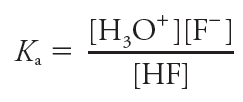 Kₐ = [H₃O⁺][F⁻] / [HF]